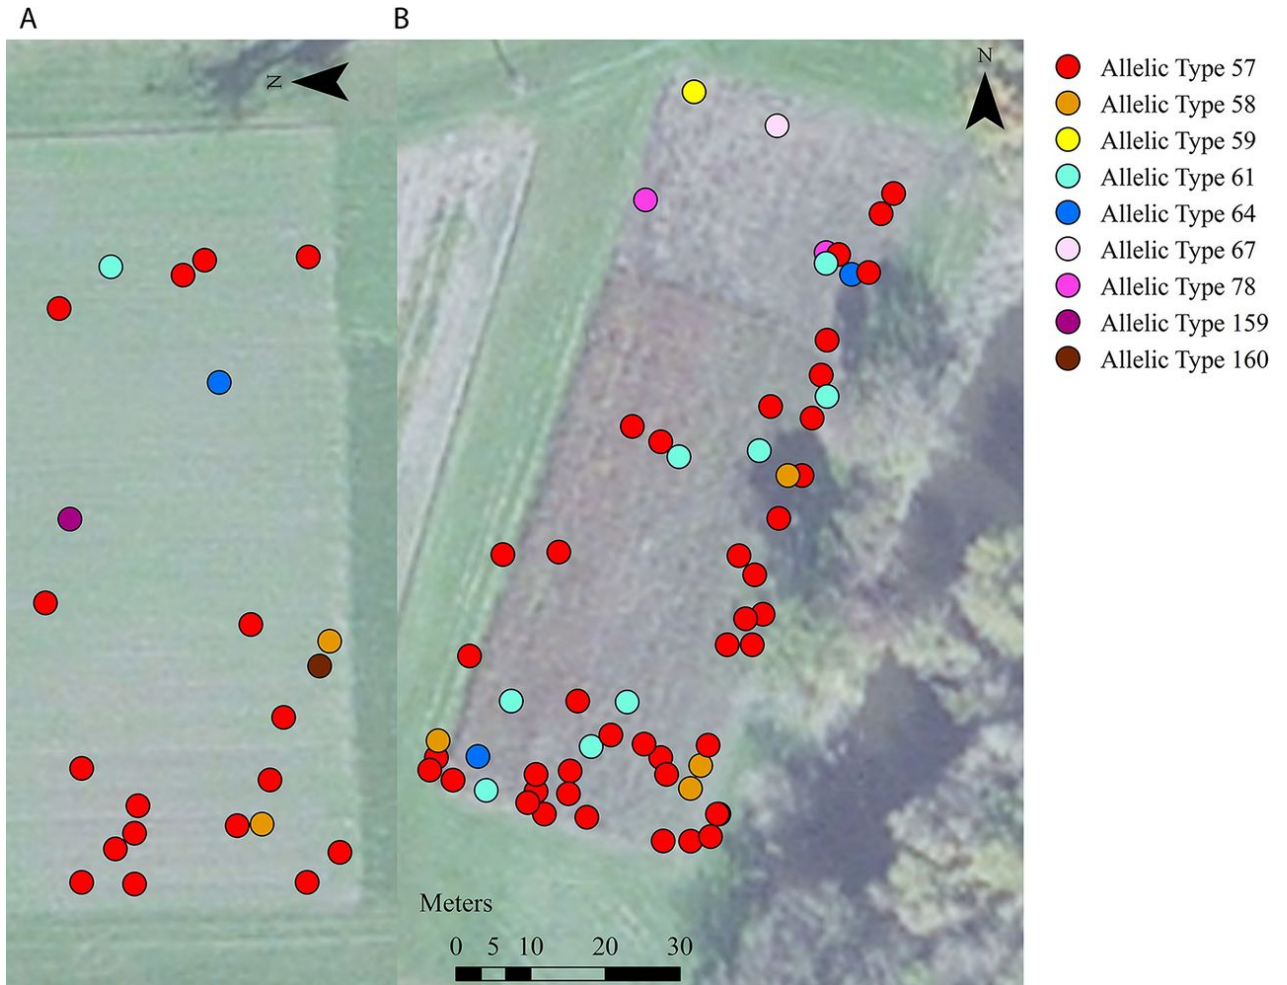 A
B
N
N
Allelic Type 57
Allelic Type 58
Allelic Type 59
Allelic Type 61
Allelic Type 64
Allelic Type 67
Allelic Type 78
Allelic Type 159
Allelic Type 160
Meters
0 5 10 20 30